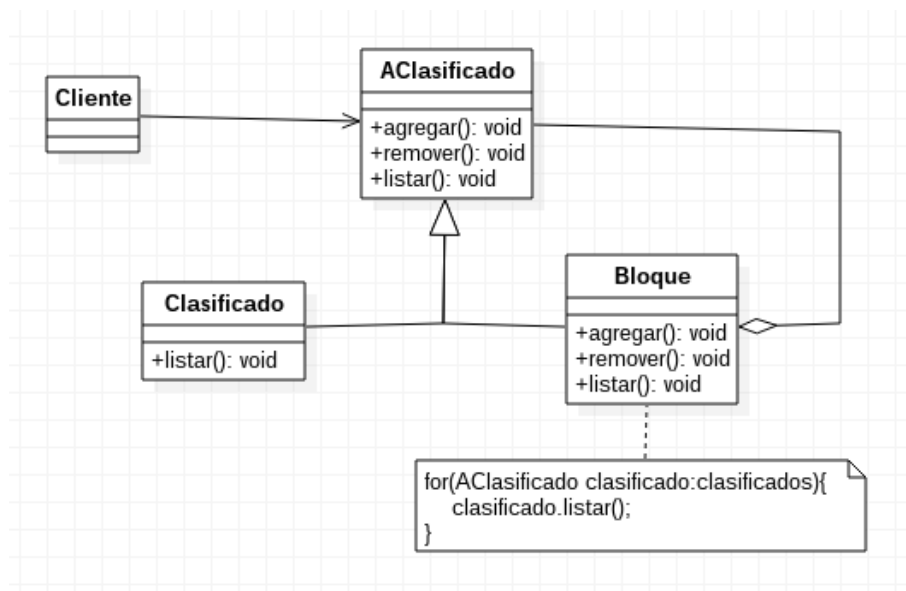 Cliente
AClasificado
+agregar(): void
+remover(): void
+listar(): void
Clasificado
+listar(): void
Bloque
+agregar(): void
+remover(): void
+listar(): void
for(AClasificado clasificado:clasificados){
clasificado.listar();
}